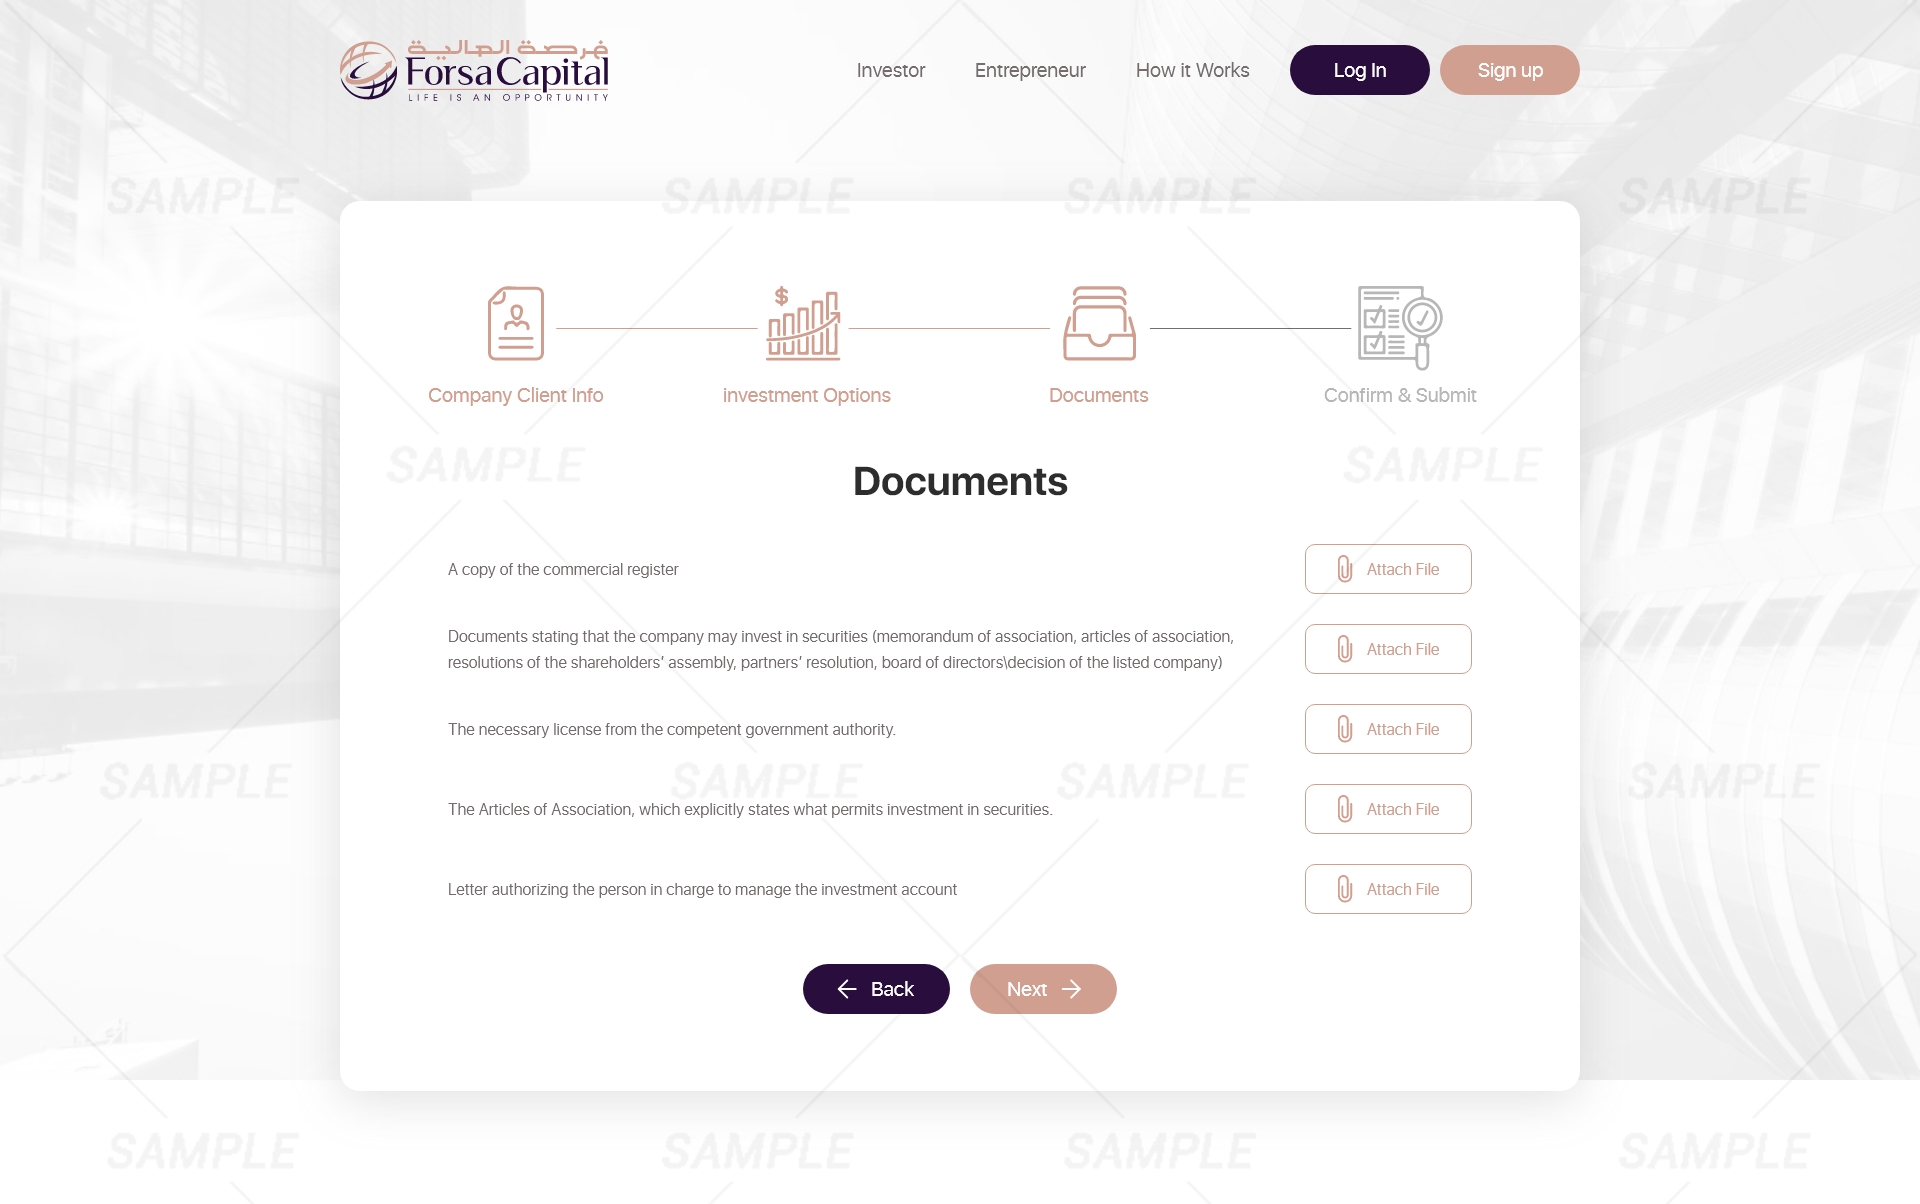 فرصة المالية
Forsa Capital
LIFE IS AN OPPORTUNITY
Investor
Entrepreneur
How it Works
Log In
Sign up
SAMPLE SAMPLE SAMPLE SAMPLE
$
Company Client Info
investment Options
Documents
Confirm & Submit
SAMPLE SAMPLE
Documents
A copy of the commercial register
Attach File
Documents stating that the company may invest in securities (memorandum of association, articles of association,
resolutions of the shareholders’ assembly, partners’ resolution, board of directors\decision of the listed company)
Attach File
The necessary license from the competent government authority.
Attach File
SAMPLE SAMPLE SAMPLE SAMPLE
The Articles of Association, which explicitly states what permits investment in securities.
Attach File
Letter authorizing the person in charge to manage the investment account
Attach File
Back
Next
SAMPLE SAMPLE SAMPLE SAMPLE